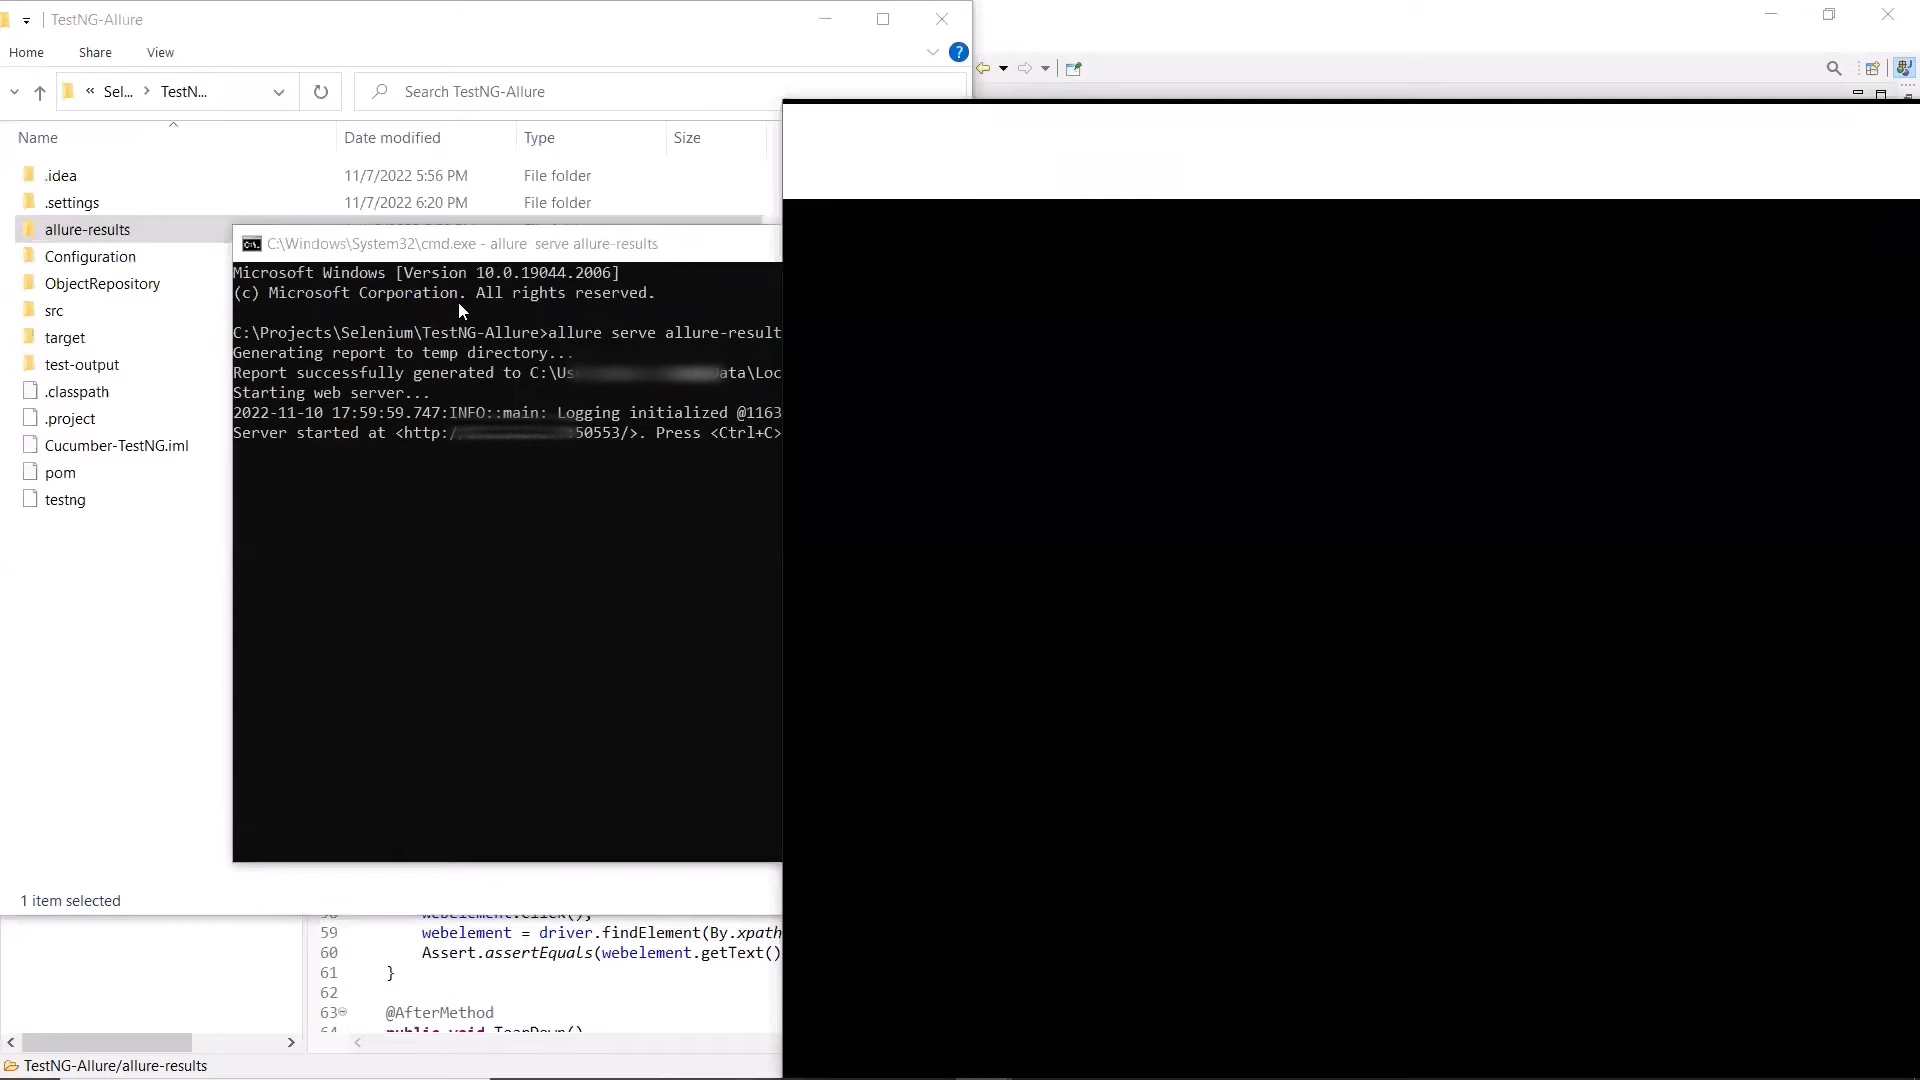 TestNG-Allure
Home Share View
?
« Sel... > TestN... Search TestNG-Allure
Name Date modified Type Size
.idea 11/7/2022 5:56 PM File folder
.settings 11/7/2022 6:20 PM File folder
allure-results
Configuration
ObjectRepository
src
target
test-output
.classpath
.project
Cucumber-TestNG.iml
pom
testng
1 item selected
C:\Windows\System32\cmd.exe - allure  serve allure-results
Microsoft Windows [Version 10.0.19044.2006]
(c) Microsoft Corporation. All rights reserved.
C:\Projects\Selenium\TestNG-Allure>allure serve allure-result
Generating report to temp directory...
Report successfully generated to C:\Us ata\Loc
Starting web server...
2022-11-10 17:59:59.747:INFO::main: Logging initialized @1163
Server started at <http:/ :50553/>. Press <Ctrl+C>
webelement.click();
59 webelement = driver.findElement(By.xpath
60 Assert.assertEquals(webelement.getText()
61 }
62
63 @AfterMethod
64 public void TearDown()
TestNG-Allure/allure-results